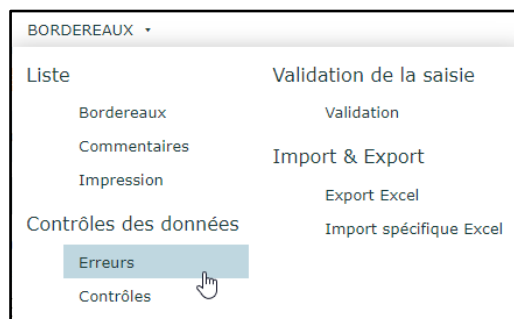 BORDEREAUX
Liste
Bordereaux
Commentaires
Impression
Contrôles des données
Erreurs
Contrôles
Validation de la saisie
Validation
Import & Export
Export Excel
Import spécifique Excel